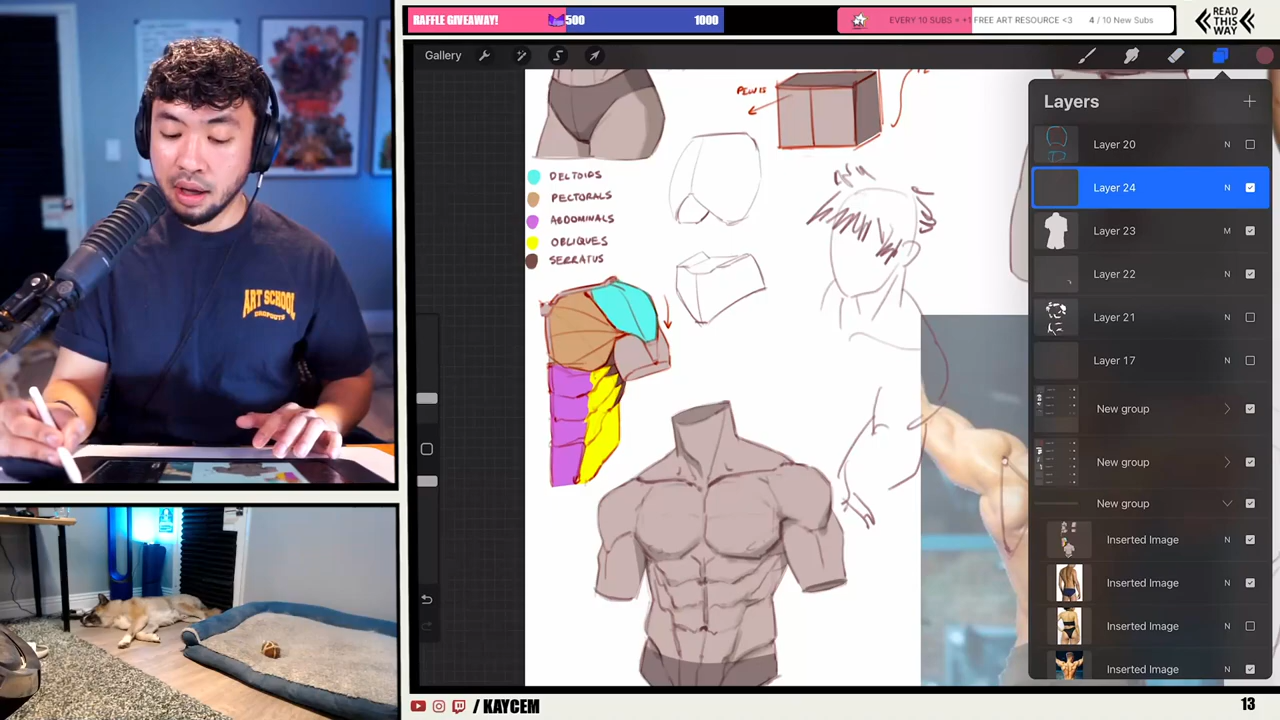 RAFFLE GIVEAWAY! 500 1000
EVERY 10 SUBS + +1 FREE ART RESOURCE <3 4 / 10 New Subs
READ
THIS
WAY
Gallery
Layers
Layer 20 N
Layer 24 N
Layer 23 M
Layer 22 N
Layer 21 N
Layer 17 N
New group
New group
New group
Inserted Image N
Inserted Image N
Inserted Image N
Inserted Image N
PELVIS
DELTOIDS
PECTORALS
ABDOMINALS
OBLIQUES
SERRATUS
ART SCHOOL
DROPOUTS
/ KAYCEM
13